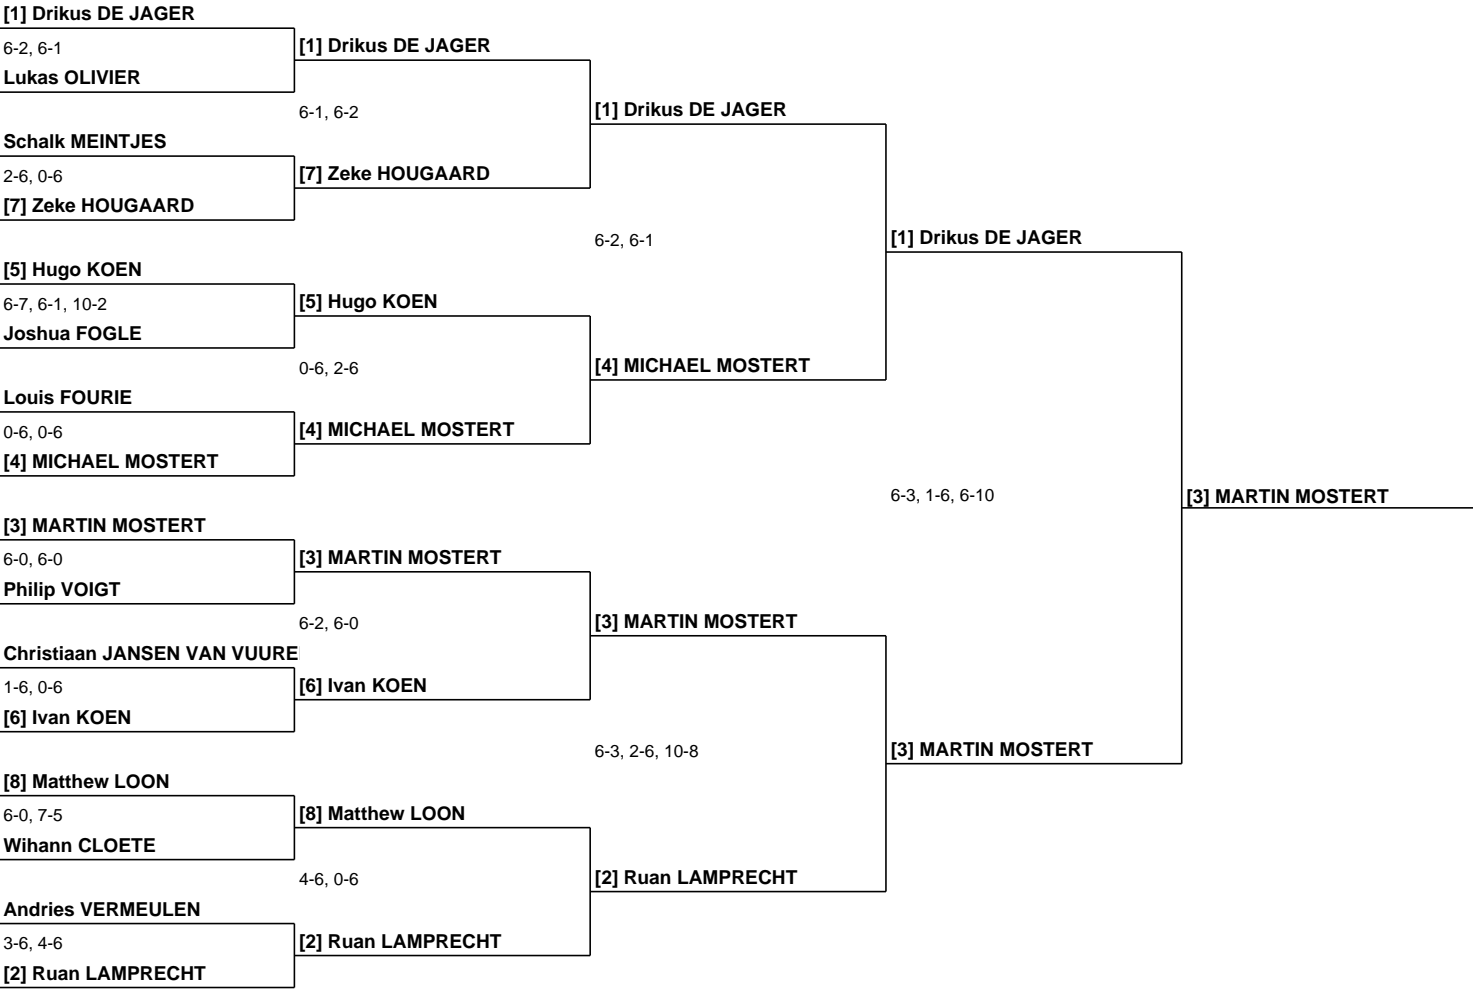 [1] Drikus DE JAGER
6-2, 6-1
Lukas OLIVIER
Schalk MEINTJES
2-6, 0-6
[7] Zeke HOUGAARD
[5] Hugo KOEN
6-7, 6-1, 10-2
Joshua FOGLE
Louis FOURIE
0-6, 0-6
[4] MICHAEL MOSTERT
[3] MARTIN MOSTERT
6-0, 6-0
Philip VOIGT
Christiaan JANSEN VAN VUURE
1-6, 0-6
[6] Ivan KOEN
[8] Matthew LOON
6-0, 7-5
Wihann CLOETE
Andries VERMEULEN
3-6, 4-6
[2] Ruan LAMPRECHT
[1] Drikus DE JAGER
6-1, 6-2
[7] Zeke HOUGAARD
[5] Hugo KOEN
0-6, 2-6
[4] MICHAEL MOSTERT
[3] MARTIN MOSTERT
6-2, 6-0
[6] Ivan KOEN
[8] Matthew LOON
4-6, 0-6
[2] Ruan LAMPRECHT
[1] Drikus DE JAGER
6-2, 6-1
[4] MICHAEL MOSTERT
[3] MARTIN MOSTERT
6-3, 2-6, 10-8
[2] Ruan LAMPRECHT
[1] Drikus DE JAGER
6-3, 1-6, 6-10
[3] MARTIN MOSTERT
[3] MARTIN MOSTERT